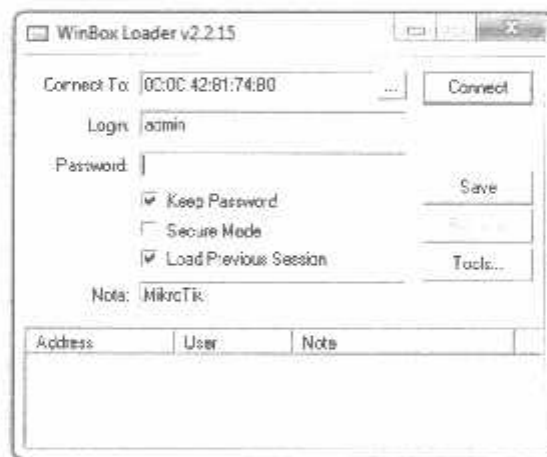 WinBox Loader v2.2.15
Connect To: 0C:0C:42:81:74:B0 ... Connect
Login: admin
Password:
Keep Password Save
Secure Mode
Load Previous Session Tools...
Note: MikroTik
Address User Note